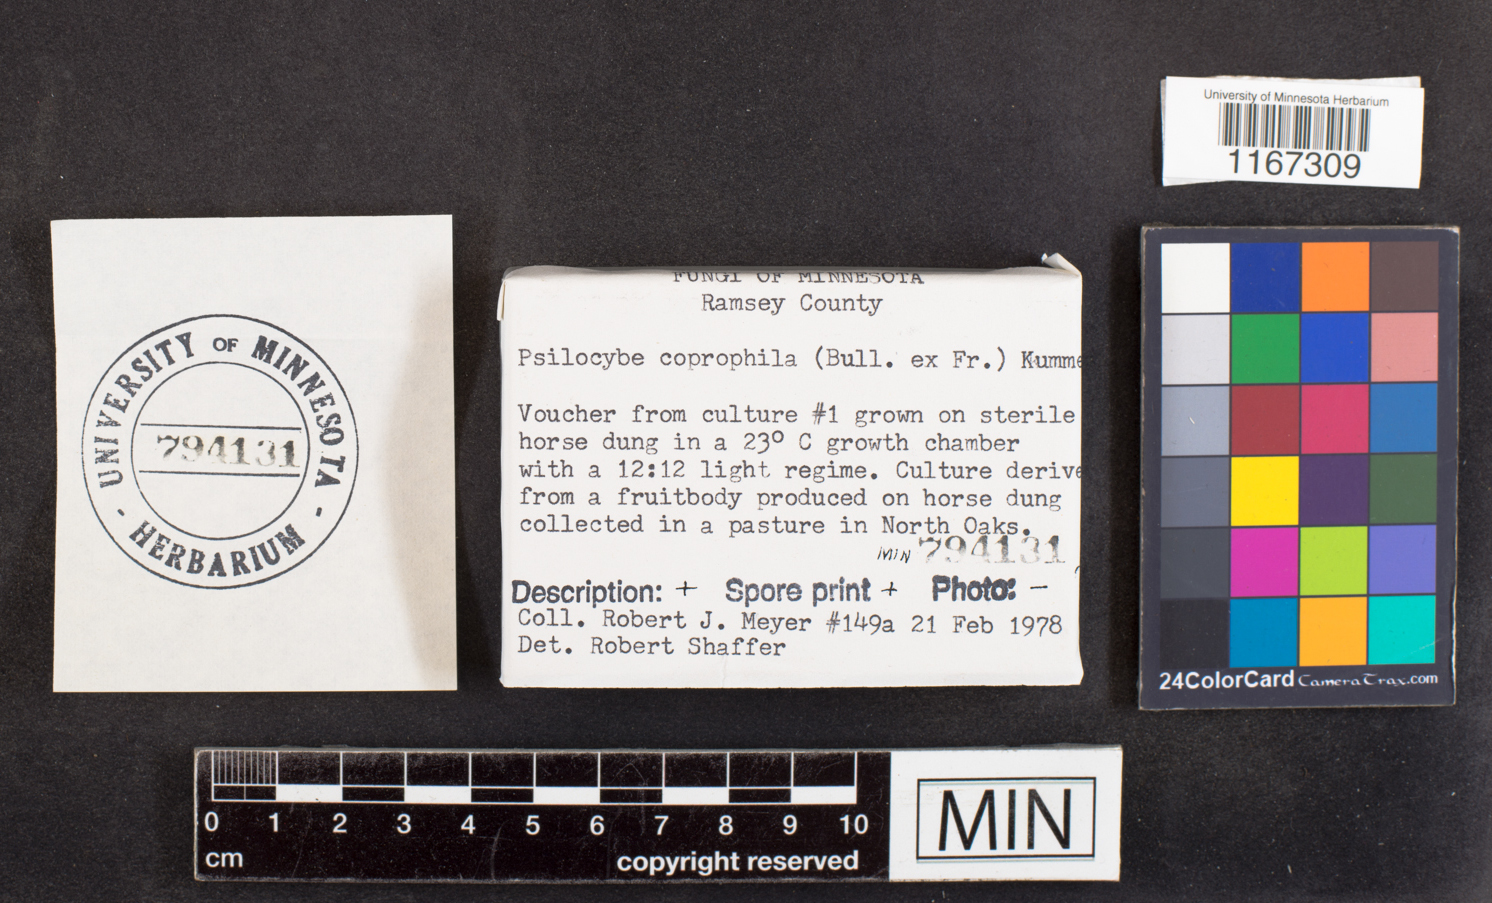 University of Minnesota Herbarium
1167309
UNIVERSITY OF MINNESOTA
794131
- HERBARIUM -
FUNGI OF MINNESOTA
Ramsey County
Psilocybe coprophila (Bull. ex Fr.) Kumme
Voucher from culture #1 grown on sterile
horse dung in a 23° C growth chamber
with a 12:12 light regime. Culture derive
from a fruitbody produced on horse dung
collected in a pasture in North Oaks.
MIN 794131
Description: + Spore print + Photo: -
Coll. Robert J. Meyer #149a 21 Feb 1978
Det. Robert Shaffer
24ColorCard CameraTrax.com
0 1 2 3 4 5 6 7 8 9 10
cm
copyright reserved
MIN